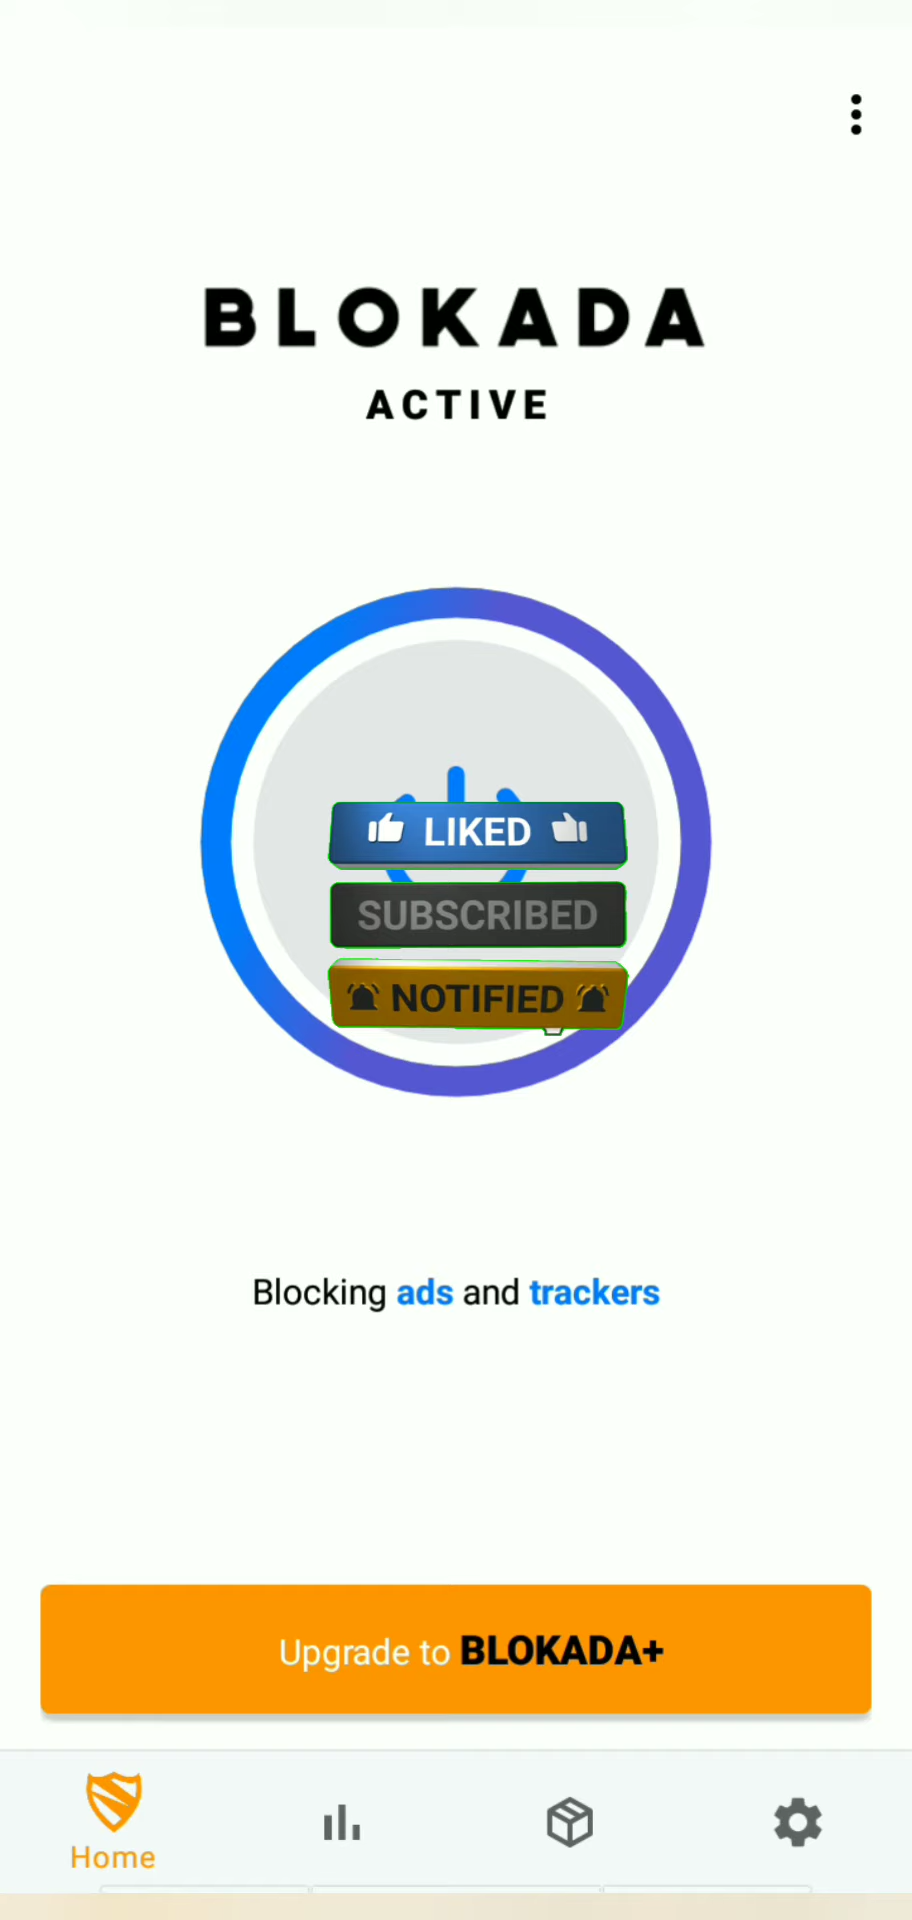 BLOKADA
ACTIVE
LIKED
SUBSCRIBED
NOTIFIED
Blocking ads and trackers
Upgrade to BLOKADA+
Home